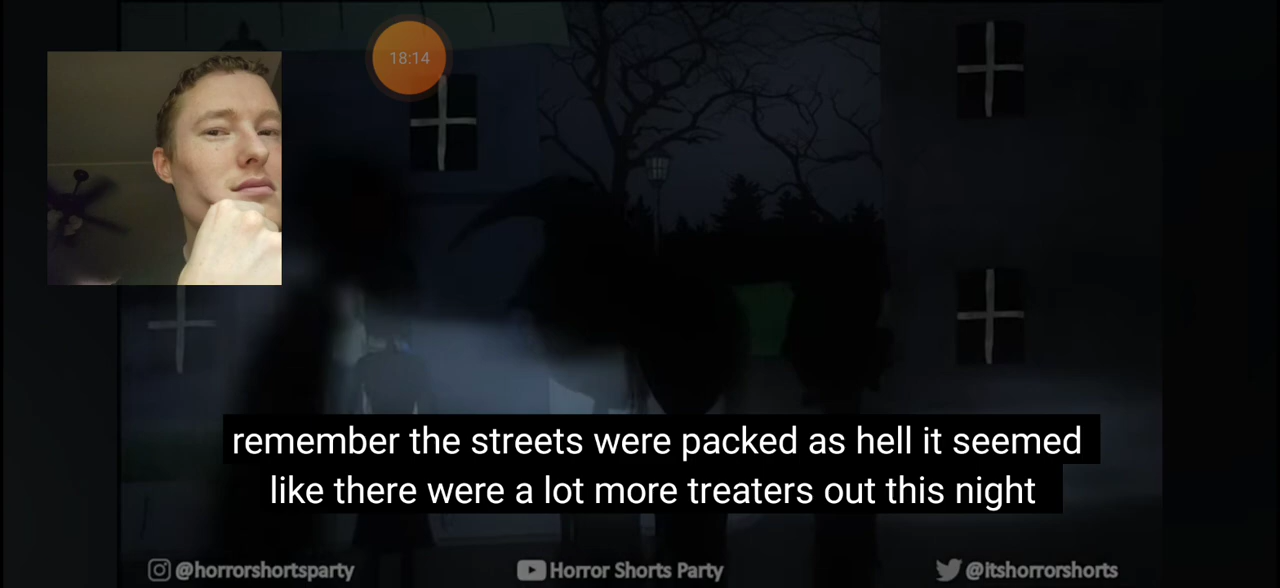 18:14
remember the streets were packed as hell it seemed
like there were a lot more treaters out this night
@horrorshortsparty Horror Shorts Party @itshorrorshorts